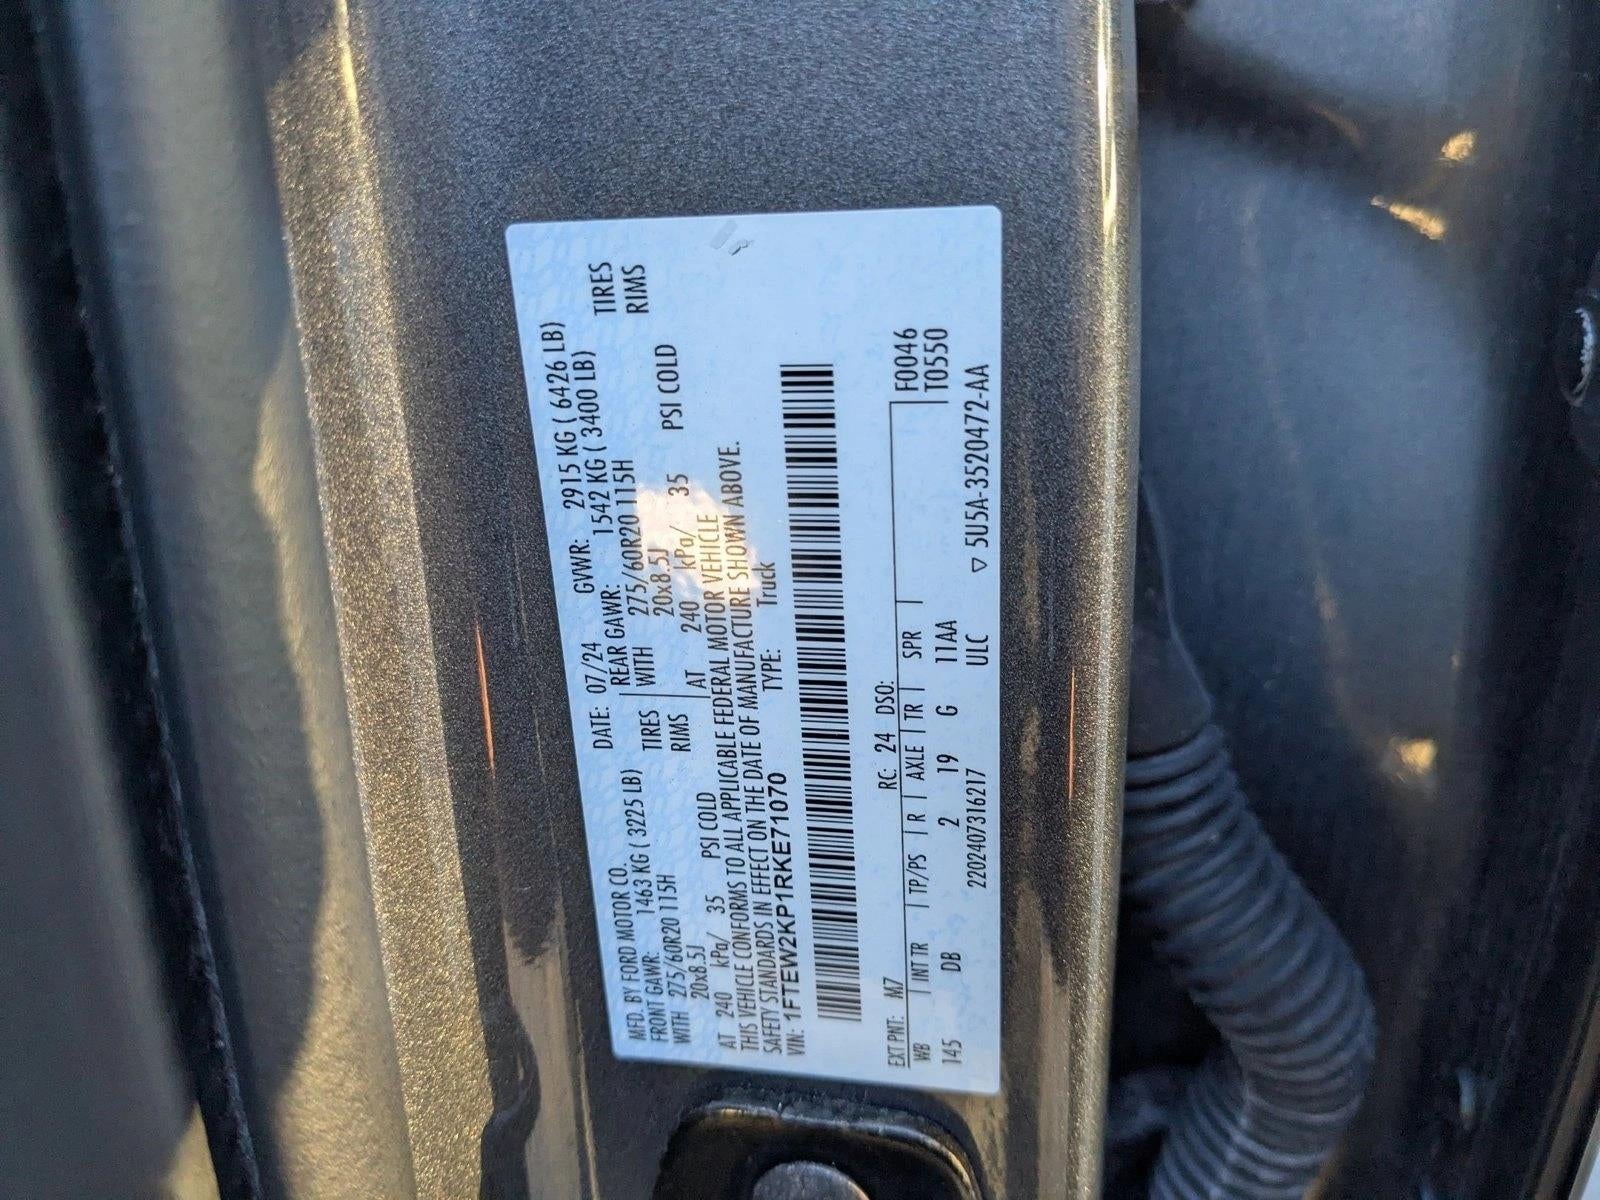 MFD. BY FORD MOTOR CO.
DATE: 07/24 GVWR: 2915 KG ( 6426 LB)
FRONT GAWR: 1463 KG ( 3225 LB) REAR GAWR: 1542 KG ( 3400 LB)
WITH 275/60R20 115H TIRES WITH 275/60R20 115H TIRES
20x8.5J RIMS 20x8.5J RIMS
AT 240 kPa/ 35 PSI COLD AT 240 kPa/ 35 PSI COLD
THIS VEHICLE CONFORMS TO ALL APPLICABLE FEDERAL MOTOR VEHICLE
SAFETY STANDARDS IN EFFECT ON THE DATE OF MANUFACTURE SHOWN ABOVE.
VIN: 1FTEW2KP1RKE71070 TYPE: Truck
EXT PNT: M7 RC: 24 DSO:
WB INT TR TP/PS R AXLE TR SPR F0046
145 DB 2 19 G 11AA T0550
ULC
220240731621​7 ▽ 5U5A-3520472-AA